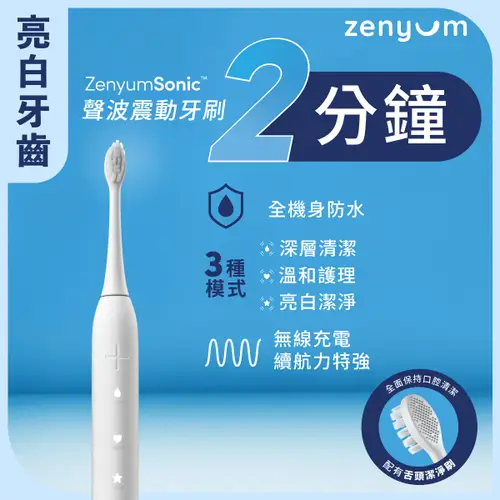 亮白牙齒
zenyum
ZenyumSonic™
聲波震動牙刷
2分鐘
全機身防水
3種模式
深層清潔
溫和護理
亮白潔淨
無線充電
續航力特強
全面保持口腔清潔
配有舌頭潔淨刷